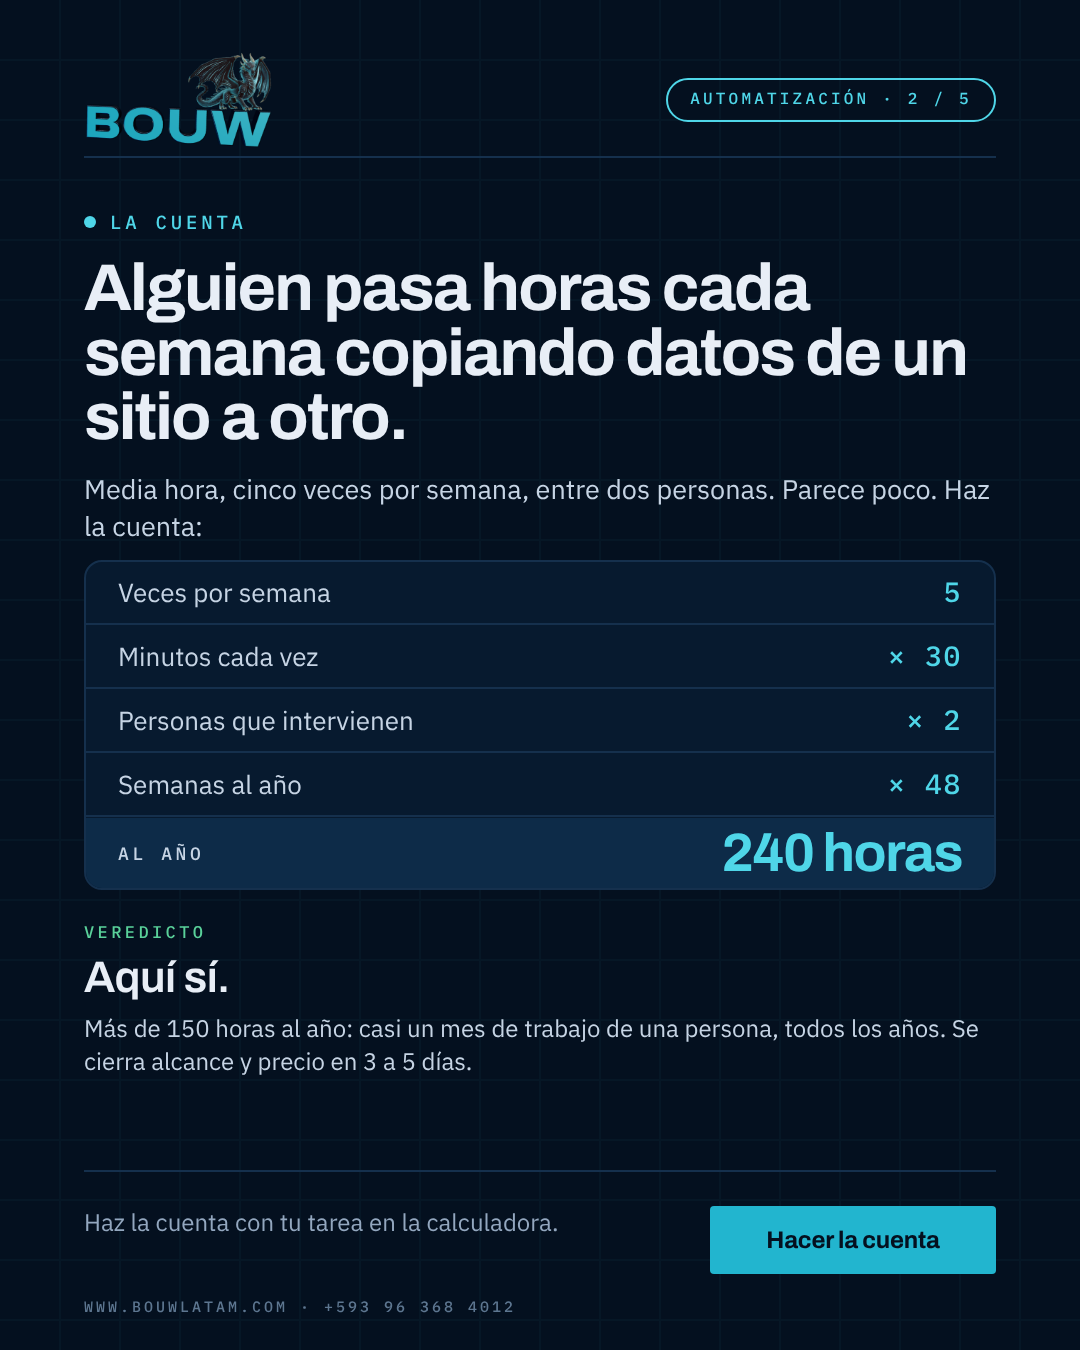 BOUW
AUTOMATIZACIÓN · 2 / 5
LA CUENTA
Alguien pasa horas cada
semana copiando datos de un
sitio a otro.
Media hora, cinco veces por semana, entre dos personas. Parece poco. Haz
la cuenta:
Veces por semana 5
Minutos cada vez × 30
Personas que intervienen × 2
Semanas al año × 48
AL AÑO 240 horas
VEREDICTO
Aquí sí.
Más de 150 horas al año: casi un mes de trabajo de una persona, todos los años. Se
cierra alcance y precio en 3 a 5 días.
Haz la cuenta con tu tarea en la calculadora.
Hacer la cuenta
WWW.BOUWLATAM.COM · +593 96 368 4012